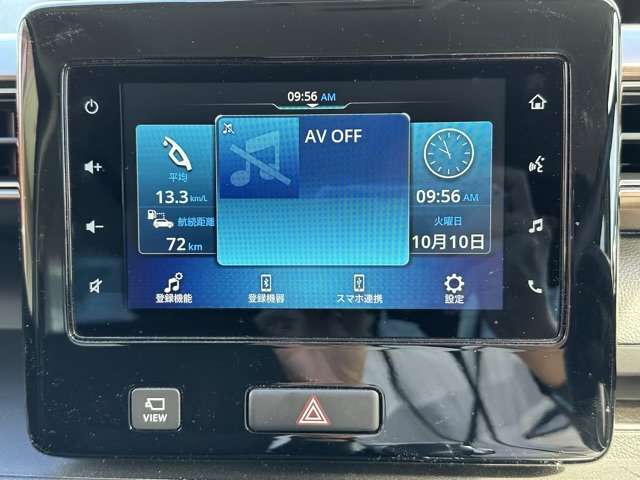 09:56 AM
AV OFF
平均
13.3 km/L
航続距離
72 km
09:56 AM
火曜日
10月10日
登録機能
登録機器
スマホ連携
設定
VIEW